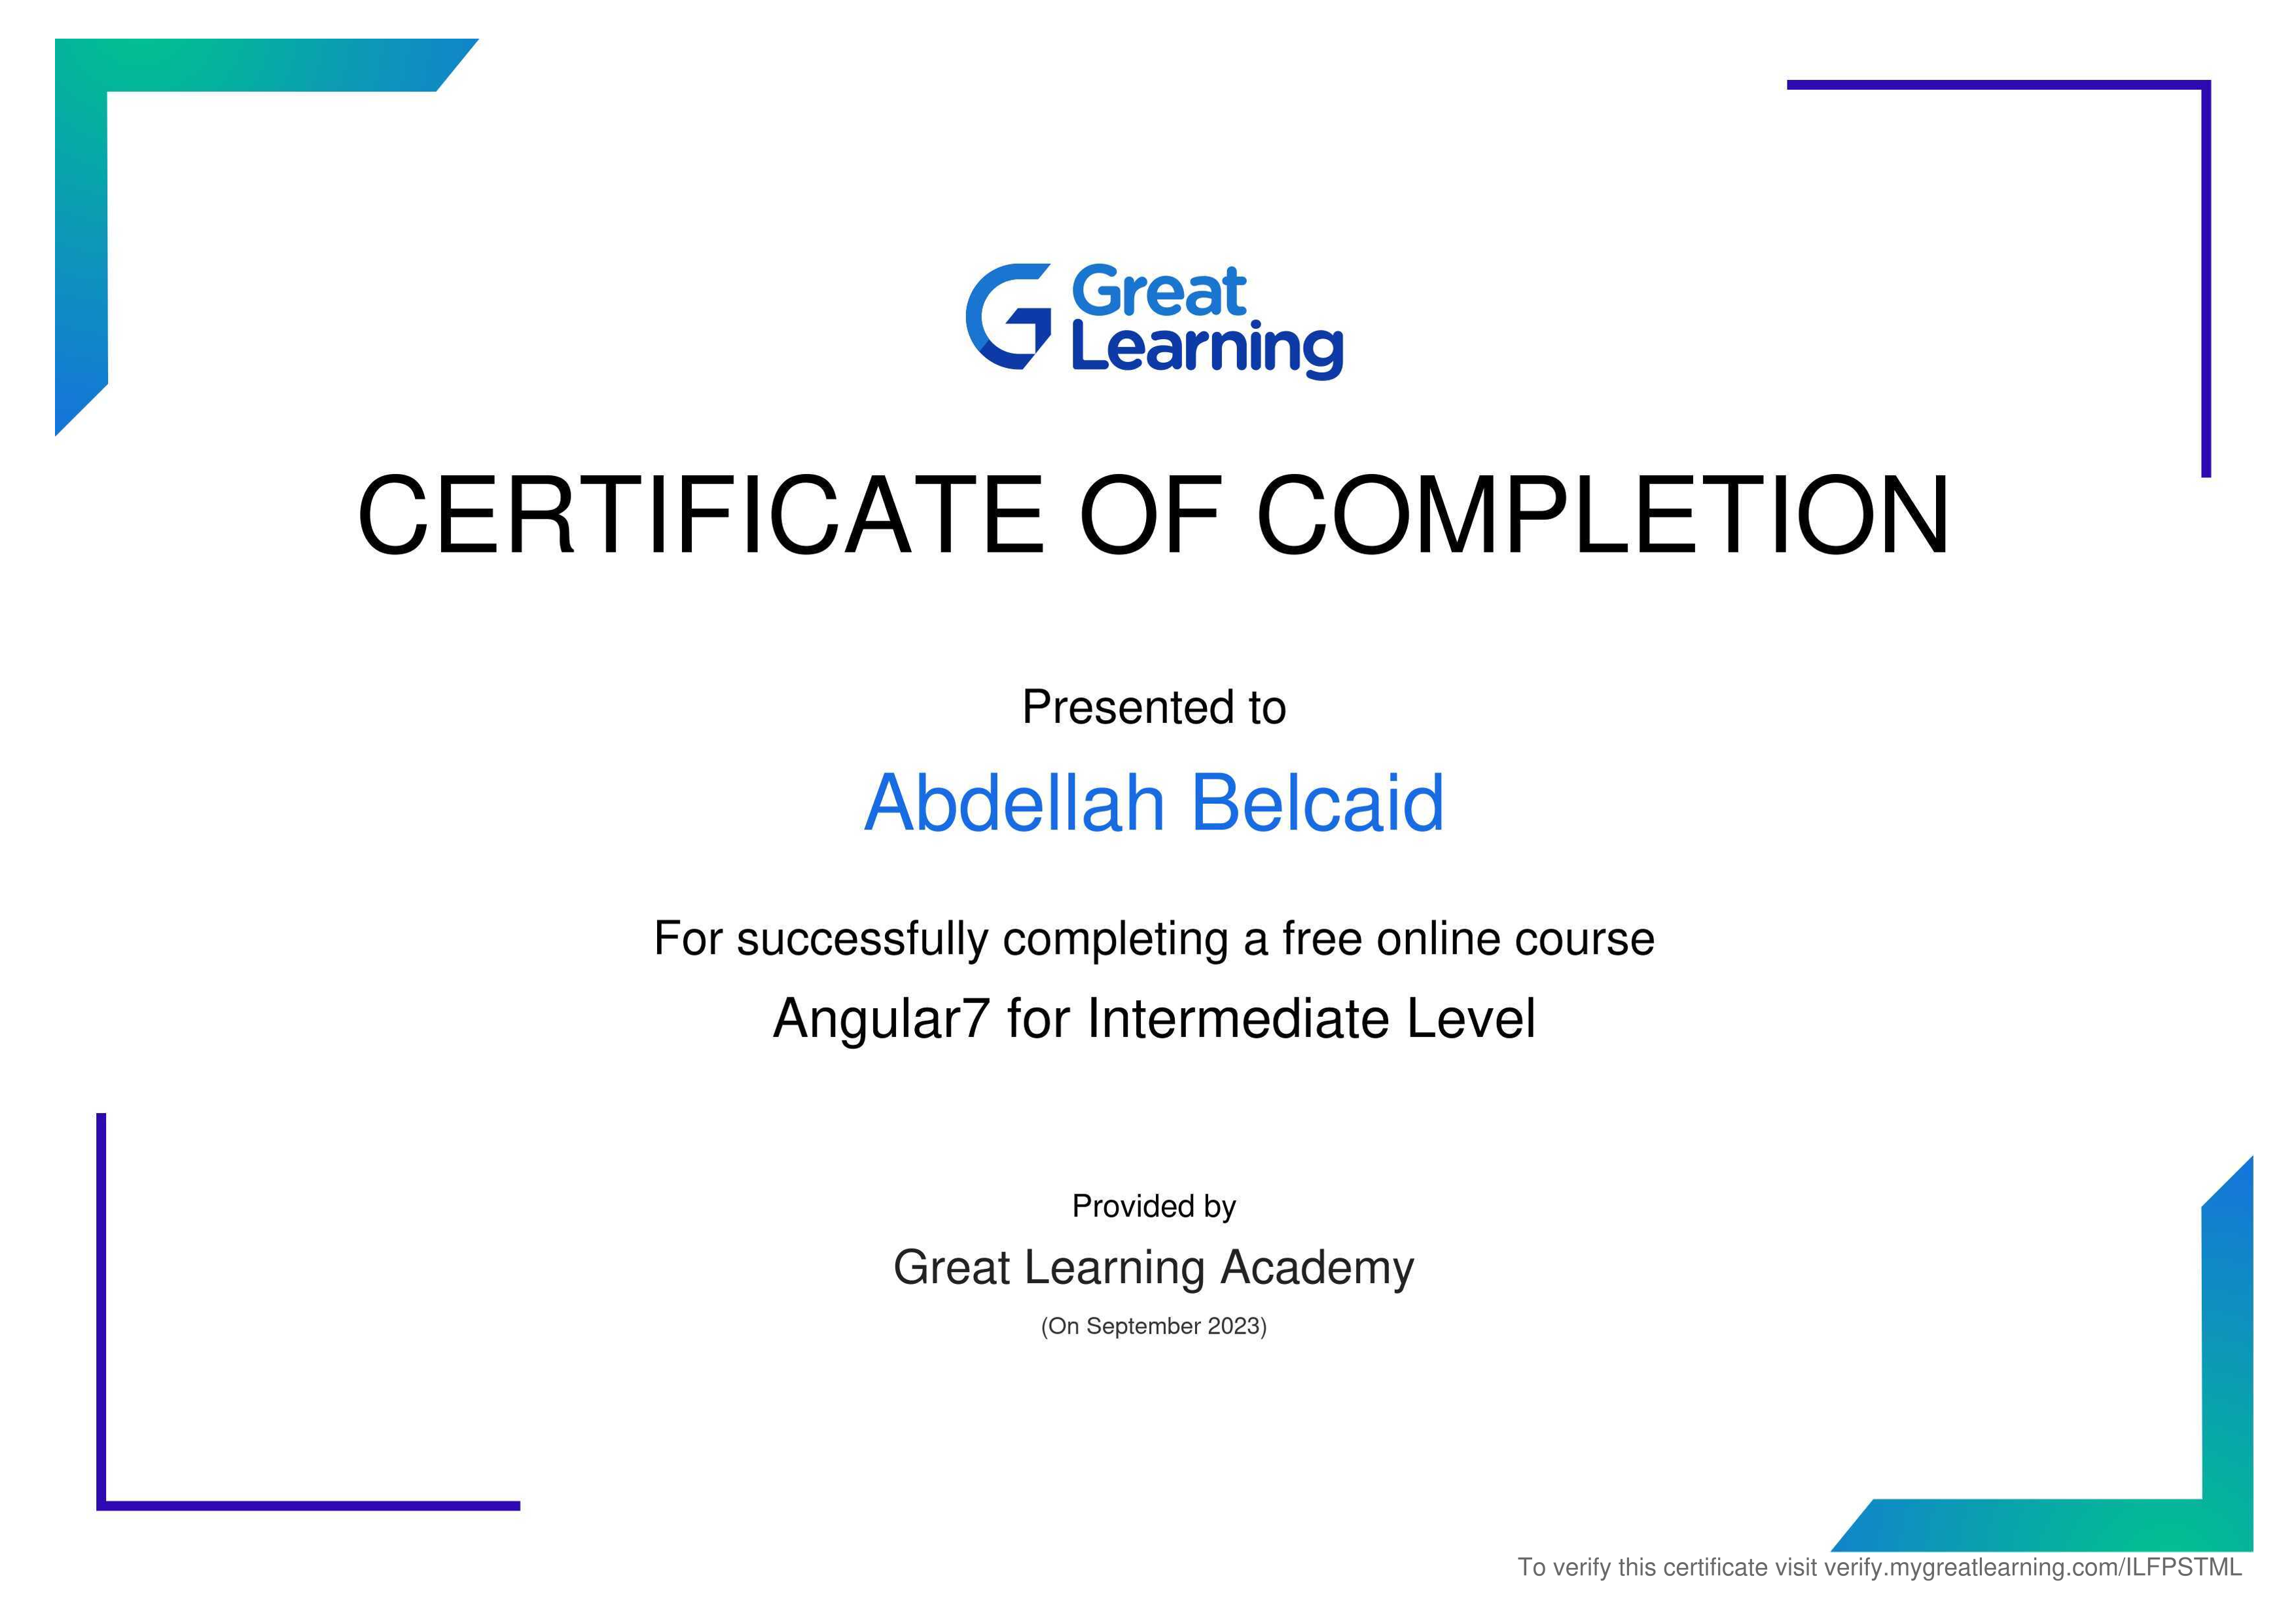 Great
Learning
CERTIFICATE OF COMPLETION
Presented to
Abdellah Belcaid
For successfully completing a free online course
Angular7 for Intermediate Level
Provided by
Great Learning Academy
(On September 2023)
To verify this certificate visit verify.mygreatlearning.com/ILFPSTML